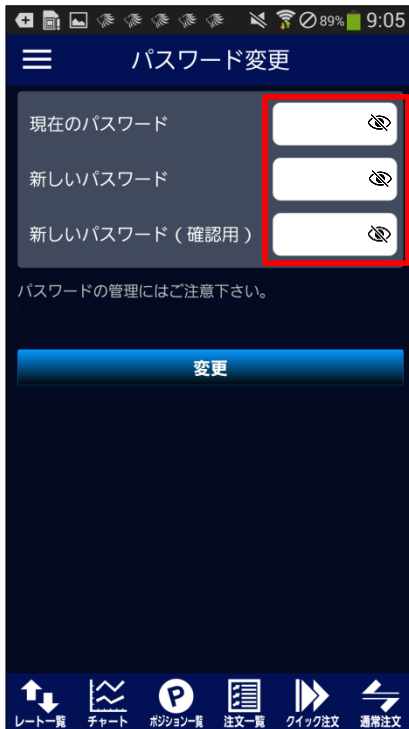 89% 9:05
パスワード変更
現在のパスワード
新しいパスワード
新しいパスワード（確認用）
パスワードの管理にはご注意下さい。
変更
P
レート一覧 チャート ポジション一覧 注文一覧 クイック注文 通常注文